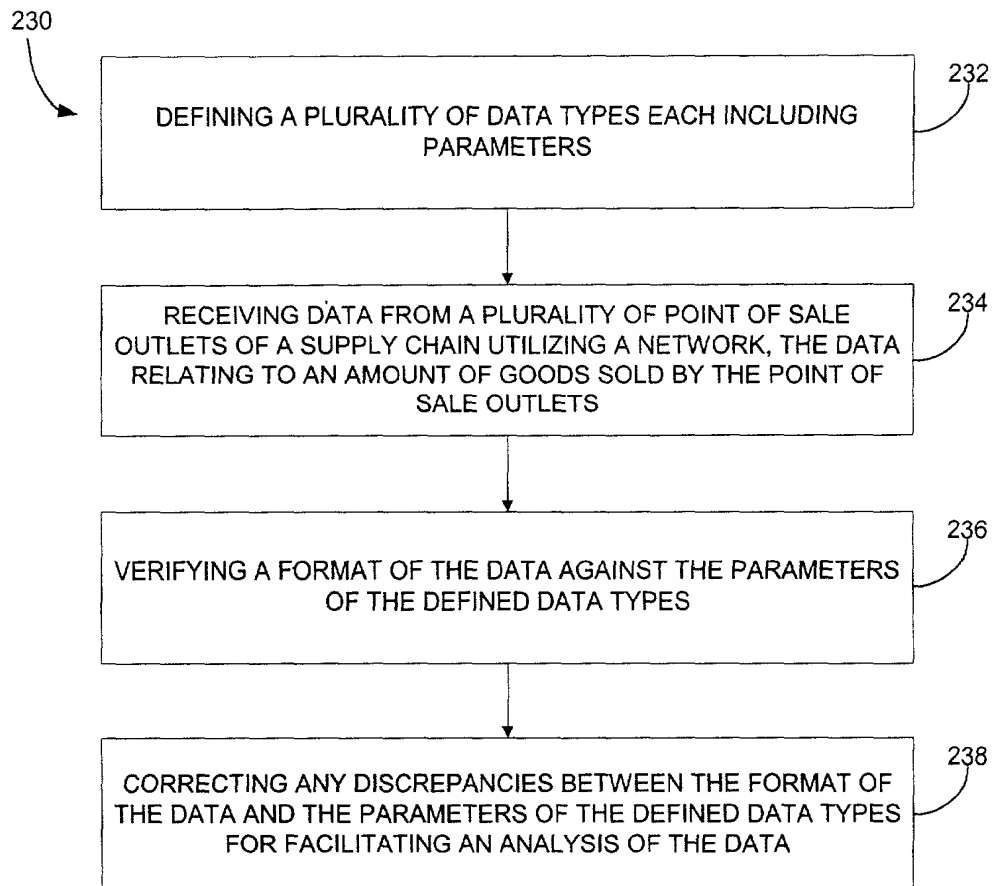 230
232
DEFINING A PLURALITY OF DATA TYPES EACH INCLUDING
PARAMETERS
234
RECEIVING DATA FROM A PLURALITY OF POINT OF SALE
OUTLETS OF A SUPPLY CHAIN UTILIZING A NETWORK, THE DATA
RELATING TO AN AMOUNT OF GOODS SOLD BY THE POINT OF
SALE OUTLETS
236
VERIFYING A FORMAT OF THE DATA AGAINST THE PARAMETERS
OF THE DEFINED DATA TYPES
238
CORRECTING ANY DISCREPANCIES BETWEEN THE FORMAT OF
THE DATA AND THE PARAMETERS OF THE DEFINED DATA TYPES
FOR FACILITATING AN ANALYSIS OF THE DATA